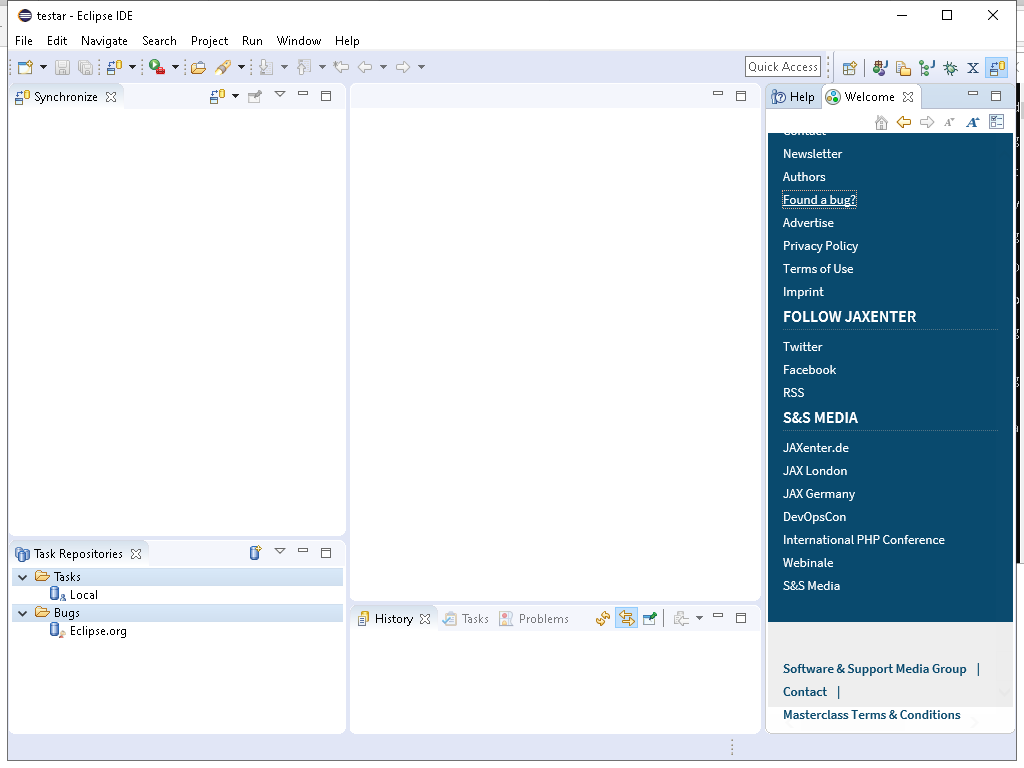 testar - Eclipse IDE
File Edit Navigate Search Project Run Window Help
Quick Access
Synchronize
Help Welcome
Contact
Newsletter
Authors
Found a bug?
Advertise
Privacy Policy
Terms of Use
Imprint
FOLLOW JAXENTER
Twitter
Facebook
RSS
S&S MEDIA
JAXenter.de
JAX London
JAX Germany
DevOpsCon
International PHP Conference
Webinale
S&S Media
Software & Support Media Group |
Contact |
Masterclass Terms & Conditions
Task Repositories
Tasks
Local
Bugs
Eclipse.org
History Tasks Problems